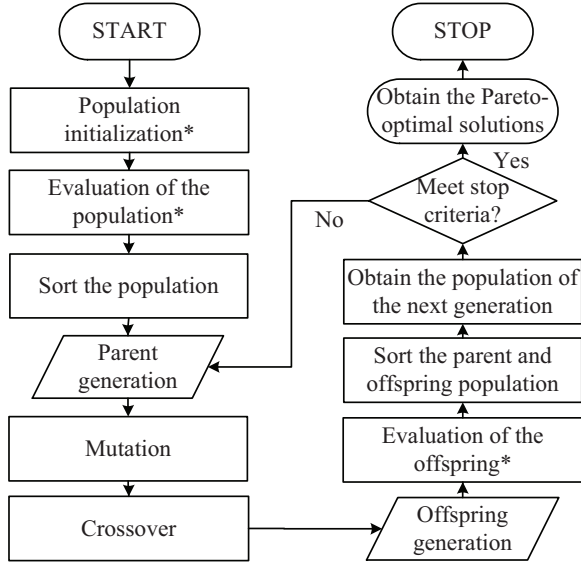 START
Population
initialization*
Evaluation of the
population*
Sort the population
Parent
generation
Mutation
Crossover
STOP
Obtain the Pareto-
optimal solutions
Yes
Meet stop
criteria?
No
Obtain the population of
the next generation
Sort the parent and
offspring population
Evaluation of the
offspring*
Offspring
generation